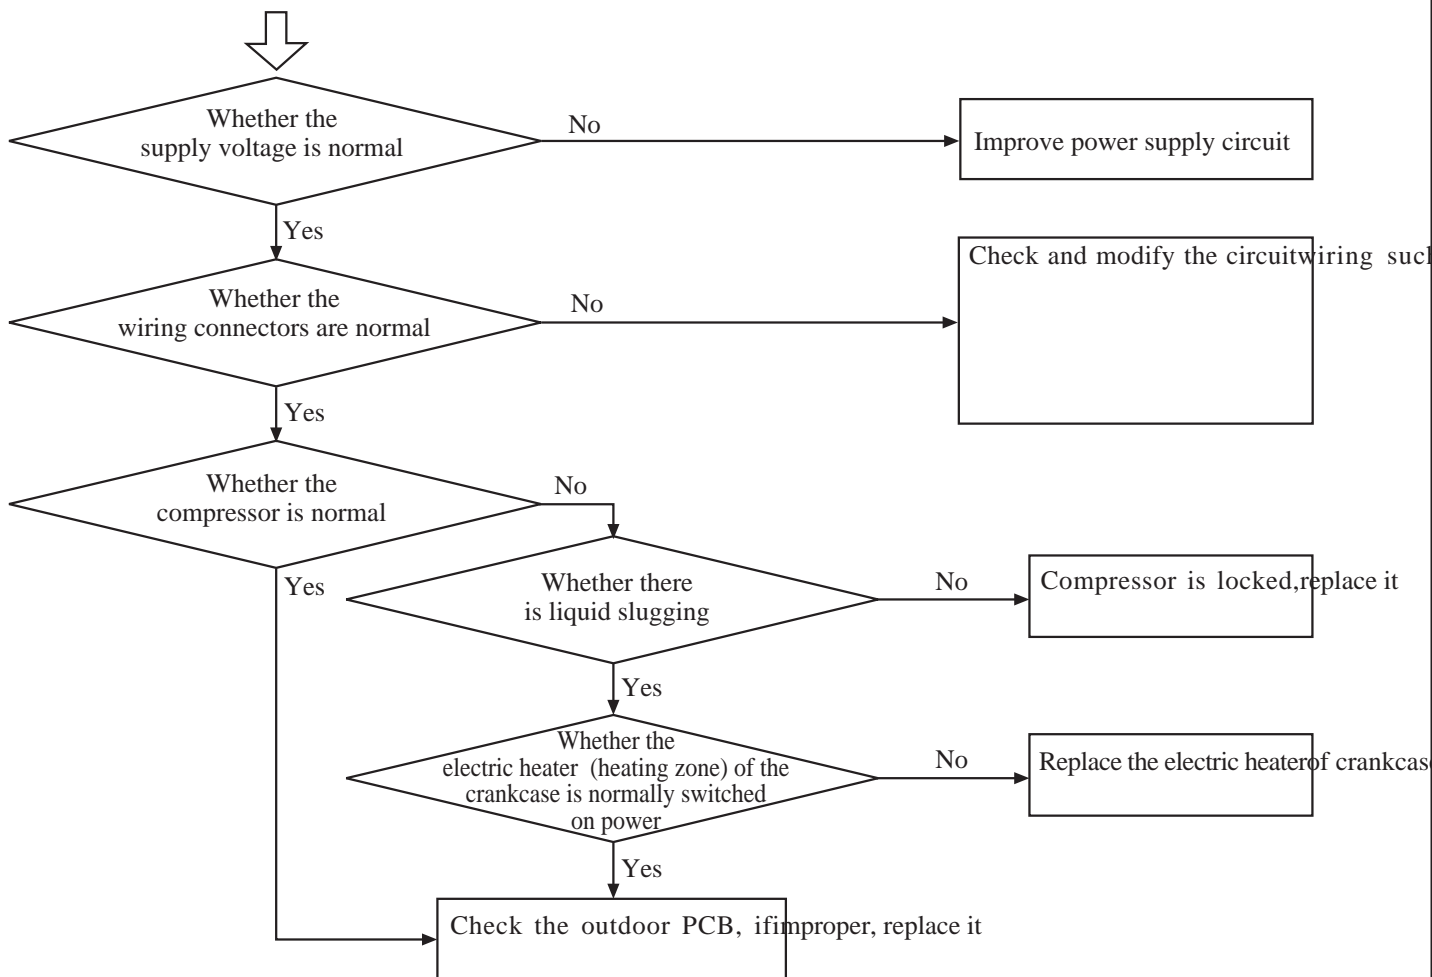 Whether the
supply voltage is normal
No
Improve power supply circuit
Yes
Whether the
wiring connectors are normal
No
Check and modify the circuitwiring such
Yes
Whether the
compressor is normal
No
Yes
Whether there
is liquid slugging
No
Compressor is locked,replace it
Yes
Whether the
electric heater (heating zone) of the
crankcase is normally switched
on power
No
Replace the electric heaterof crankcase
Yes
Check the outdoor PCB, ifimproper, replace it